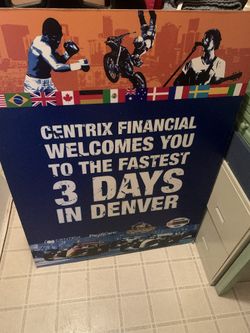 CENTRIX FINANCIAL
WELCOMES YOU
TO THE FASTEST
3 DAYS
IN DENVER